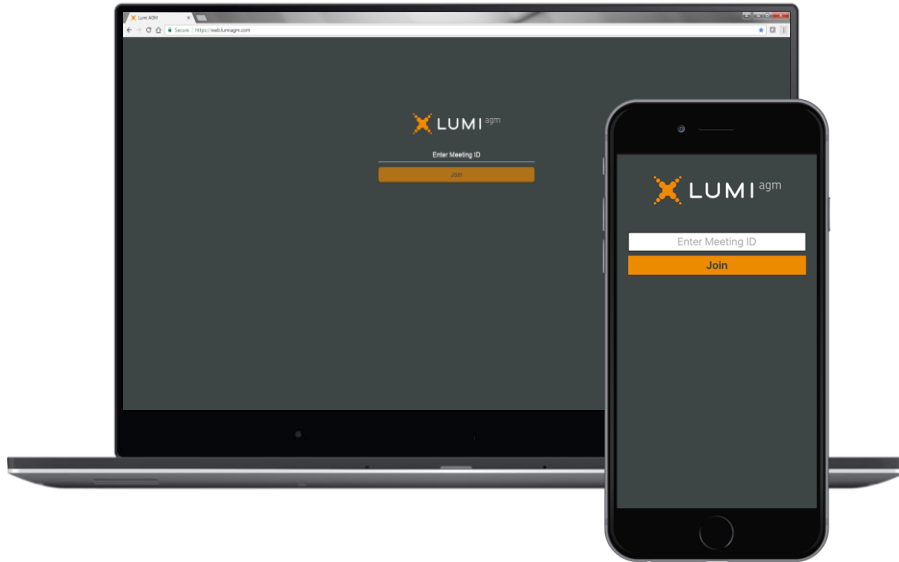 Lumi AGM
Secure | https://web.lumiagm.com
LUMI agm
Enter Meeting ID
Join
LUMI agm
Enter Meeting ID
Join